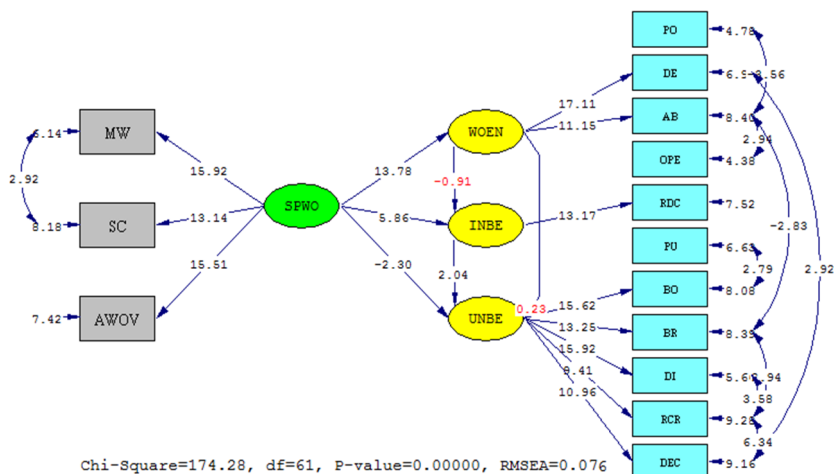 PO
4.78
DE
AB
8.40
2.94
OPE
4.38
RDC
7.52
PU
6.63
2.79
BO
8.08
BR
8.39
DI
3.58
RCR
9.28
6.34
DEC
9.16
-2.83
2.92
17.11
11.15
WOEN
13.78
-0.91
SPWO
5.86
INBE
13.17
-2.30
2.04
UNBE
0.23
15.62
13.25
15.92
9.41
10.96
MW
15.92
2.92
8.18
SC
13.14
15.51
7.42
AWOV
Chi-Square=174.28, df=61, P-value=0.00000, RMSEA=0.076